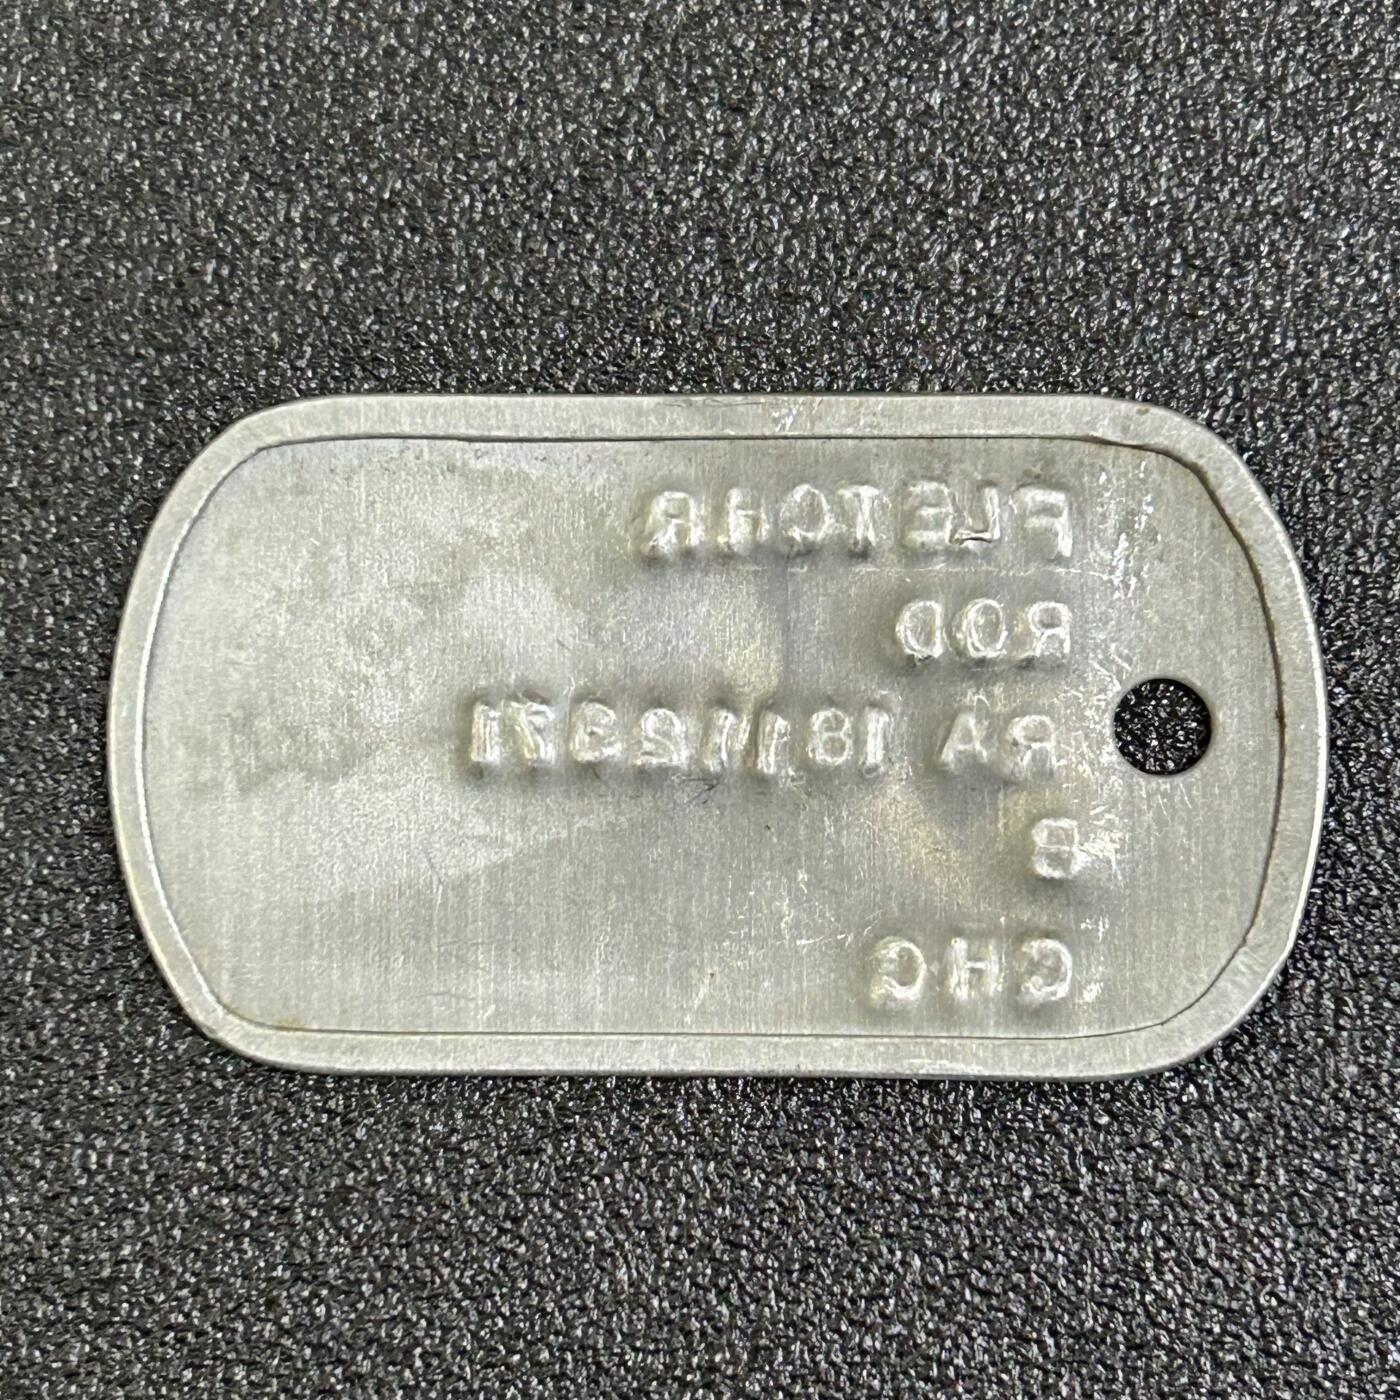 FLETCHR
ROD
RA 18112371
B
CHC